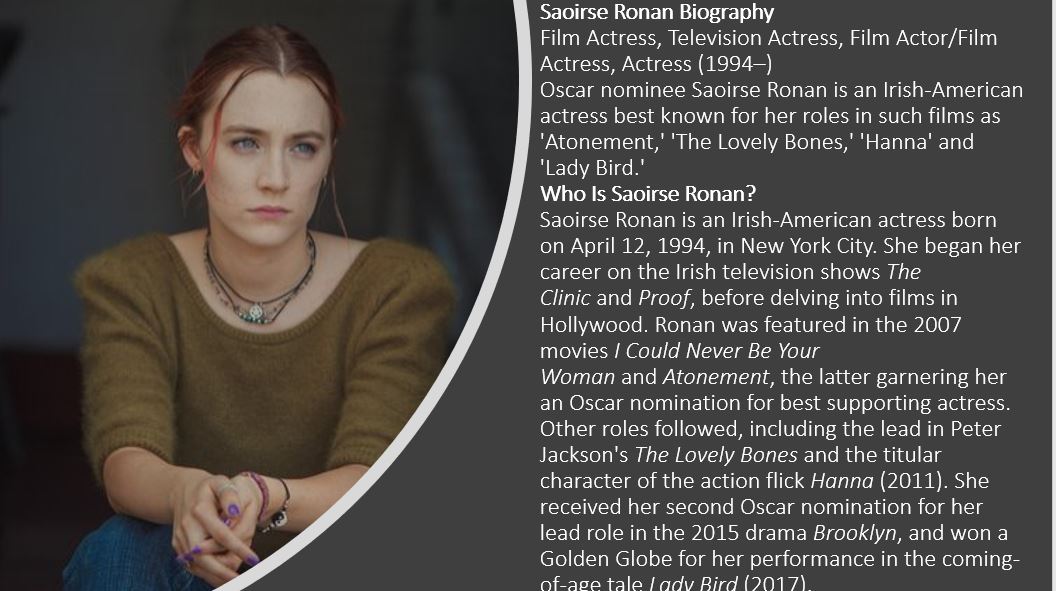 Saoirse Ronan Biography
Film Actress, Television Actress, Film Actor/Film
Actress, Actress (1994–)
Oscar nominee Saoirse Ronan is an Irish-American
actress best known for her roles in such films as
'Atonement,' 'The Lovely Bones,' 'Hanna' and
'Lady Bird.'
Who Is Saoirse Ronan?
Saoirse Ronan is an Irish-American actress born
on April 12, 1994, in New York City. She began her
career on the Irish television shows The
Clinic and Proof, before delving into films in
Hollywood. Ronan was featured in the 2007
movies I Could Never Be Your
Woman and Atonement, the latter garnering her
an Oscar nomination for best supporting actress.
Other roles followed, including the lead in Peter
Jackson's The Lovely Bones and the titular
character of the action flick Hanna (2011). She
received her second Oscar nomination for her
lead role in the 2015 drama Brooklyn, and won a
Golden Globe for her performance in the coming-
of-age tale Lady Bird (2017).